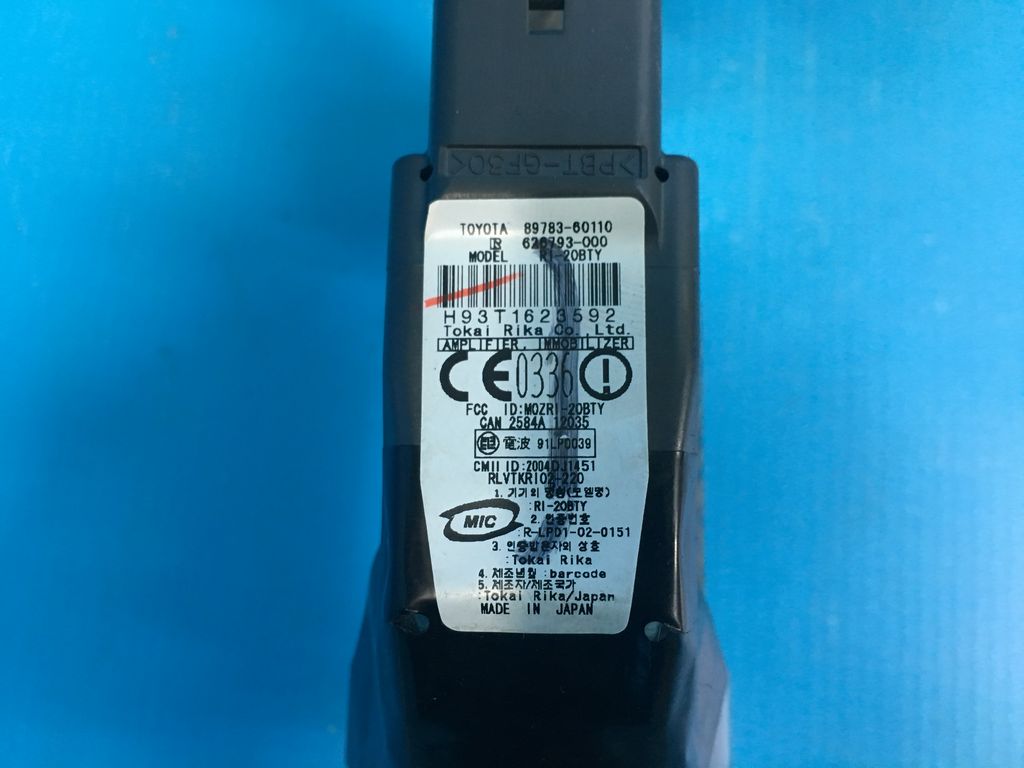 >PBT-GF30<
TOYOTA 89783-60110
R 626793-000
MODEL RI-20BTY
H93T1623592
Tokai Rika Co., Ltd.
AMPLIFIER, IMMOBILIZER
CE 0336
FCC ID:MOZRI-20BTY
CAN 2584A 12035
電波 91LP0039
CMII ID:2004DJ1451
RLVTKRI02-220
1. 기기의 명칭(모델명)
:RI-20BTY
MIC
2. 인증번호
:R-LPD1-02-0151
3. 인증받은자의 상호
:Tokai Rika
4. 제조년월 :barcode
5. 제조자/제조국가
:Tokai Rika/Japan
MADE IN JAPAN